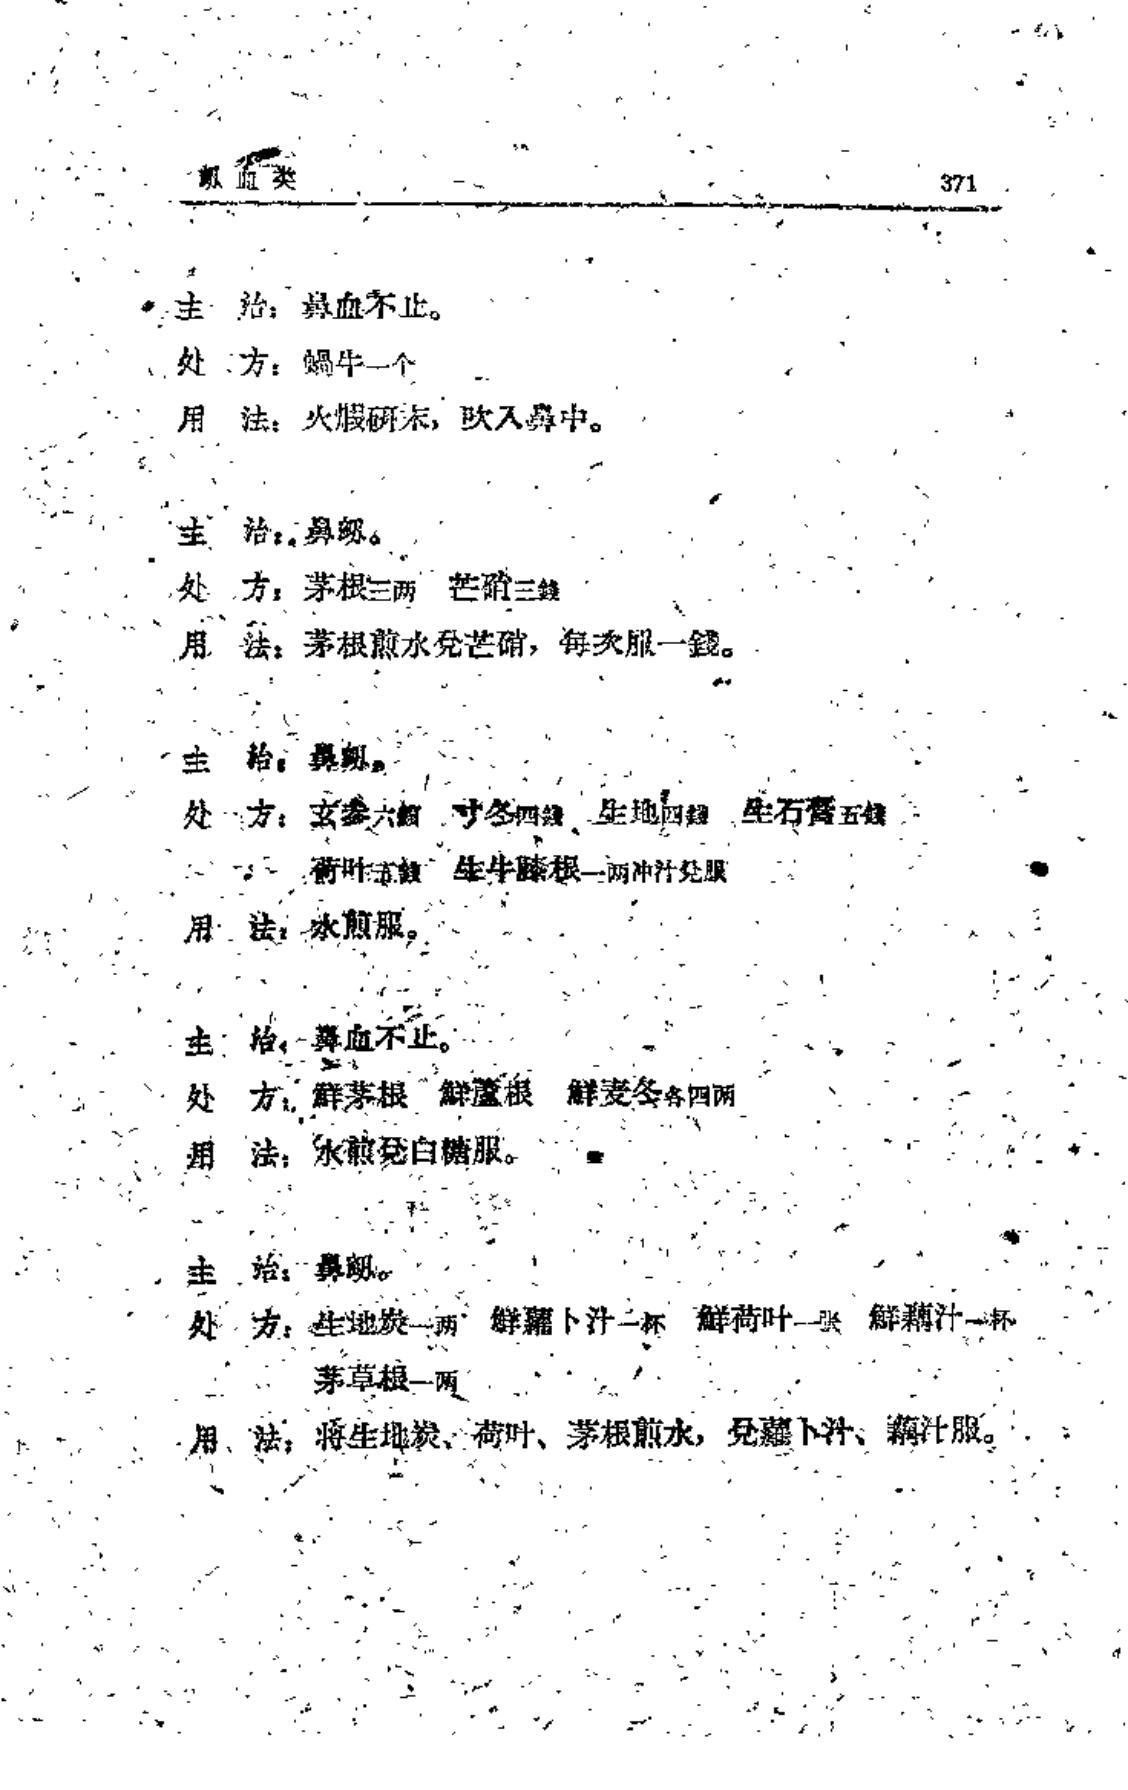 衄血类 371
主 治：鼻血不止。
处 方：蝸牛一个
用 法：火煅研末，吹入鼻中。
主 治：鼻衄。
处 方：茅根三两 芒硝三錢
用 法：茅根煎水兌芒硝，每次服一錢。
主 治：鼻衄。
处 方：玄參六錢 寸冬四錢 生地四錢 生石膏五錢
荷叶五錢 生牛膝根一两冲汁兌服
用 法：水煎服。
主 治：鼻血不止。
处 方：鮮茅根 鮮蘆根 鮮麦冬各四两
用 法：水煎兌白糖服。
主 治：鼻衄。
处 方：生地炭一两 鮮蘿卜汁一杯 鮮荷叶一张 鮮藕汁一杯
茅草根一两
用 法：将生地炭、荷叶、茅根煎水，兌蘿卜汁、藕汁服。